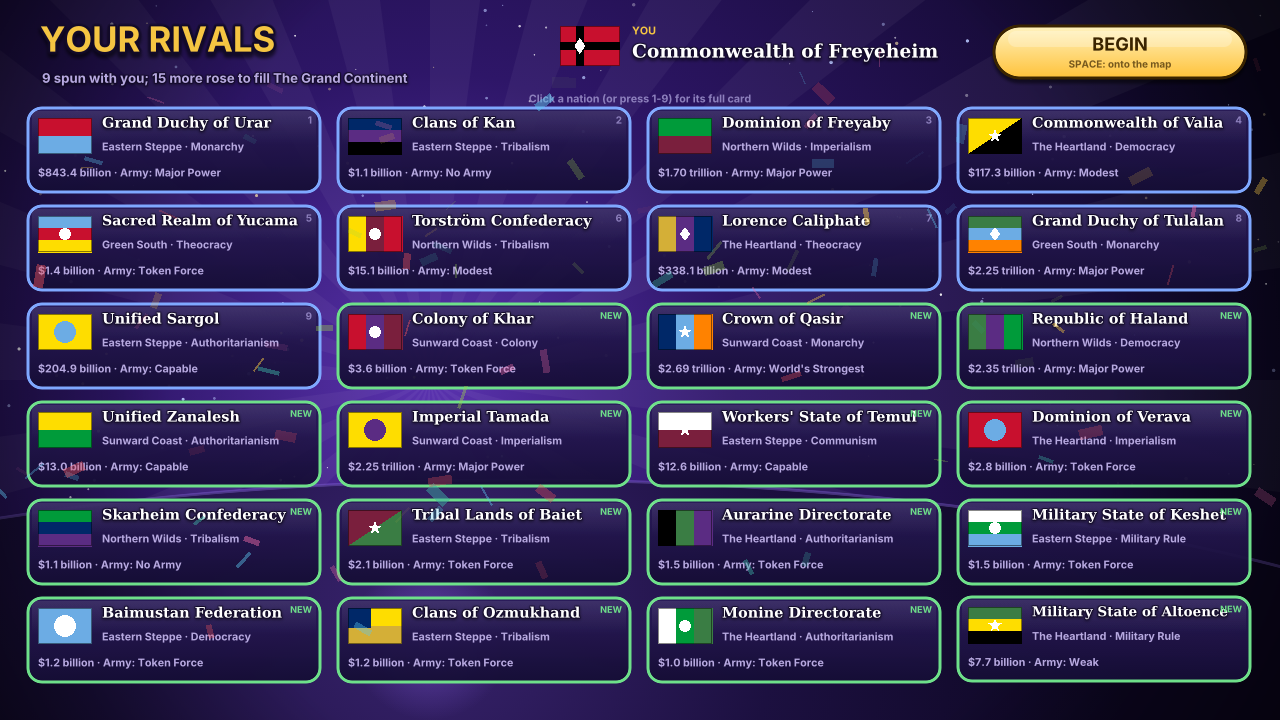 YOUR RIVALS
9 spun with you; 15 more rose to fill The Grand Continent
YOU
Commonwealth of Freyeheim
BEGIN
SPACE: onto the map
Click a nation (or press 1-9) for its full card
Grand Duchy of Urar 1
Eastern Steppe · Monarchy
$843.4 billion · Army: Major Power
Clans of Kan 2
Eastern Steppe · Tribalism
$1.1 billion · Army: No Army
Dominion of Freyaby 3
Northern Wilds · Imperialism
$1.70 trillion · Army: Major Power
Commonwealth of Valia 4
The Heartland · Democracy
$117.3 billion · Army: Modest
Sacred Realm of Yucama 5
Green South · Theocracy
$1.4 billion · Army: Token Force
Torström Confederacy 6
Northern Wilds · Tribalism
$15.1 billion · Army: Modest
Lorence Caliphate 7
The Heartland · Theocracy
$338.1 billion · Army: Modest
Grand Duchy of Tulalan 8
Green South · Monarchy
$2.25 trillion · Army: Major Power
Unified Sargol 9
Eastern Steppe · Authoritarianism
$204.9 billion · Army: Capable
Colony of Khar NEW
Sunward Coast · Colony
$3.6 billion · Army: Token Force
Crown of Qasir NEW
Sunward Coast · Monarchy
$2.69 trillion · Army: World's Strongest
Republic of Haland NEW
Northern Wilds · Democracy
$2.35 trillion · Army: Major Power
Unified Zanalesh NEW
Sunward Coast · Authoritarianism
$13.0 billion · Army: Capable
Imperial Tamada NEW
Sunward Coast · Imperialism
$2.25 trillion · Army: Major Power
Workers' State of Temul NEW
Eastern Steppe · Communism
$12.6 billion · Army: Capable
Dominion of Verava NEW
The Heartland · Imperialism
$2.8 billion · Army: Token Force
Skarheim Confederacy NEW
Northern Wilds · Tribalism
$1.1 billion · Army: No Army
Tribal Lands of Baiet NEW
Eastern Steppe · Tribalism
$2.1 billion · Army: Token Force
Aurarine Directorate NEW
The Heartland · Authoritarianism
$1.5 billion · Army: Token Force
Military State of Keshet NEW
Eastern Steppe · Military Rule
$1.5 billion · Army: Token Force
Baimustan Federation NEW
Eastern Steppe · Democracy
$1.2 billion · Army: Token Force
Clans of Ozmukhand NEW
Eastern Steppe · Tribalism
$1.2 billion · Army: Token Force
Monine Directorate NEW
The Heartland · Authoritarianism
$1.0 billion · Army: Token Force
Military State of Altoence NEW
The Heartland · Military Rule
$7.7 billion · Army: Weak